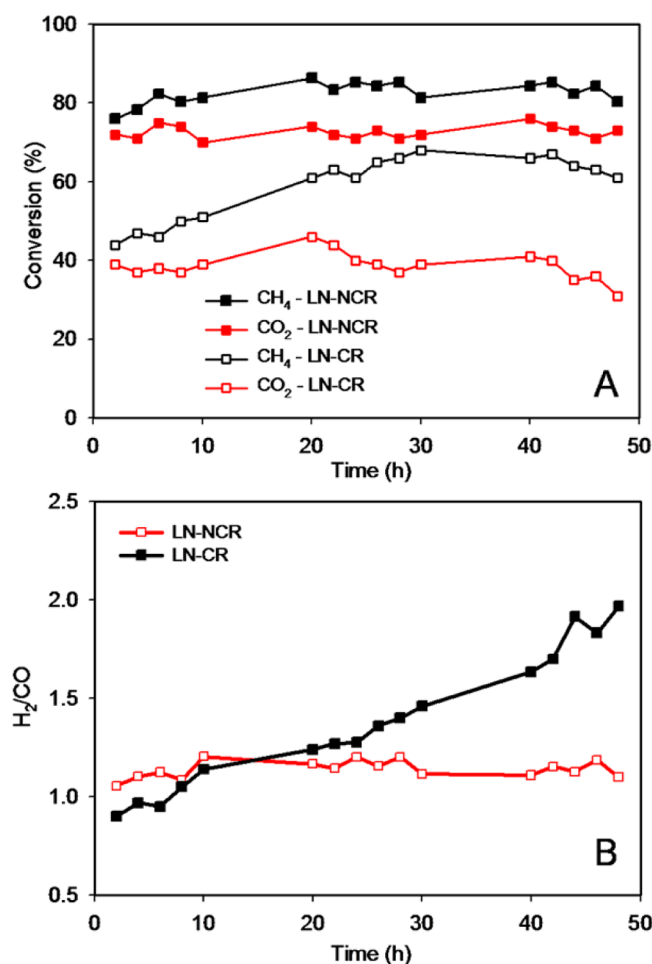 100
80
60
40
20
0
Conversion (%)
CH₄ - LN-NCR
CO₂ - LN-NCR
CH₄ - LN-CR
CO₂ - LN-CR
A
0 10 20 30 40 50
Time (h)
2.5
2.0
1.5
1.0
0.5
H₂/CO
LN-NCR
LN-CR
B
0 10 20 30 40 50
Time (h)